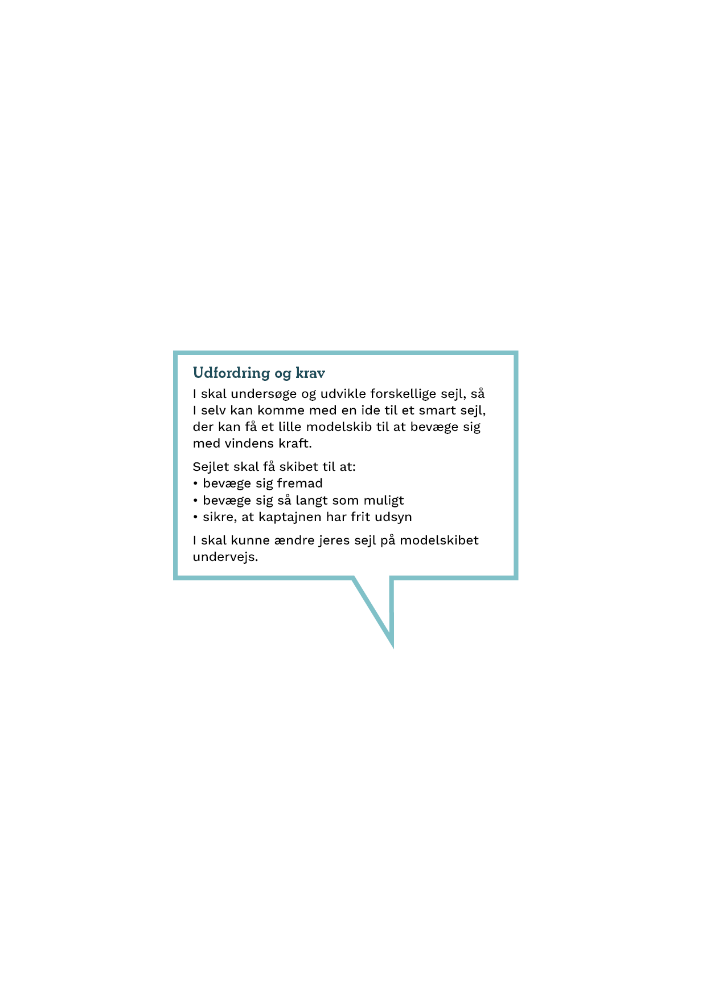 Udfordring og krav
I skal undersøge og udvikle forskellige sejl, så
I selv kan komme med en ide til et smart sejl,
der kan få et lille modelskib til at bevæge sig
med vindens kraft.
Sejlet skal få skibet til at:
• bevæge sig fremad
• bevæge sig så langt som muligt
• sikre, at kaptajnen har frit udsyn
I skal kunne ændre jeres sejl på modelskibet
undervejs.